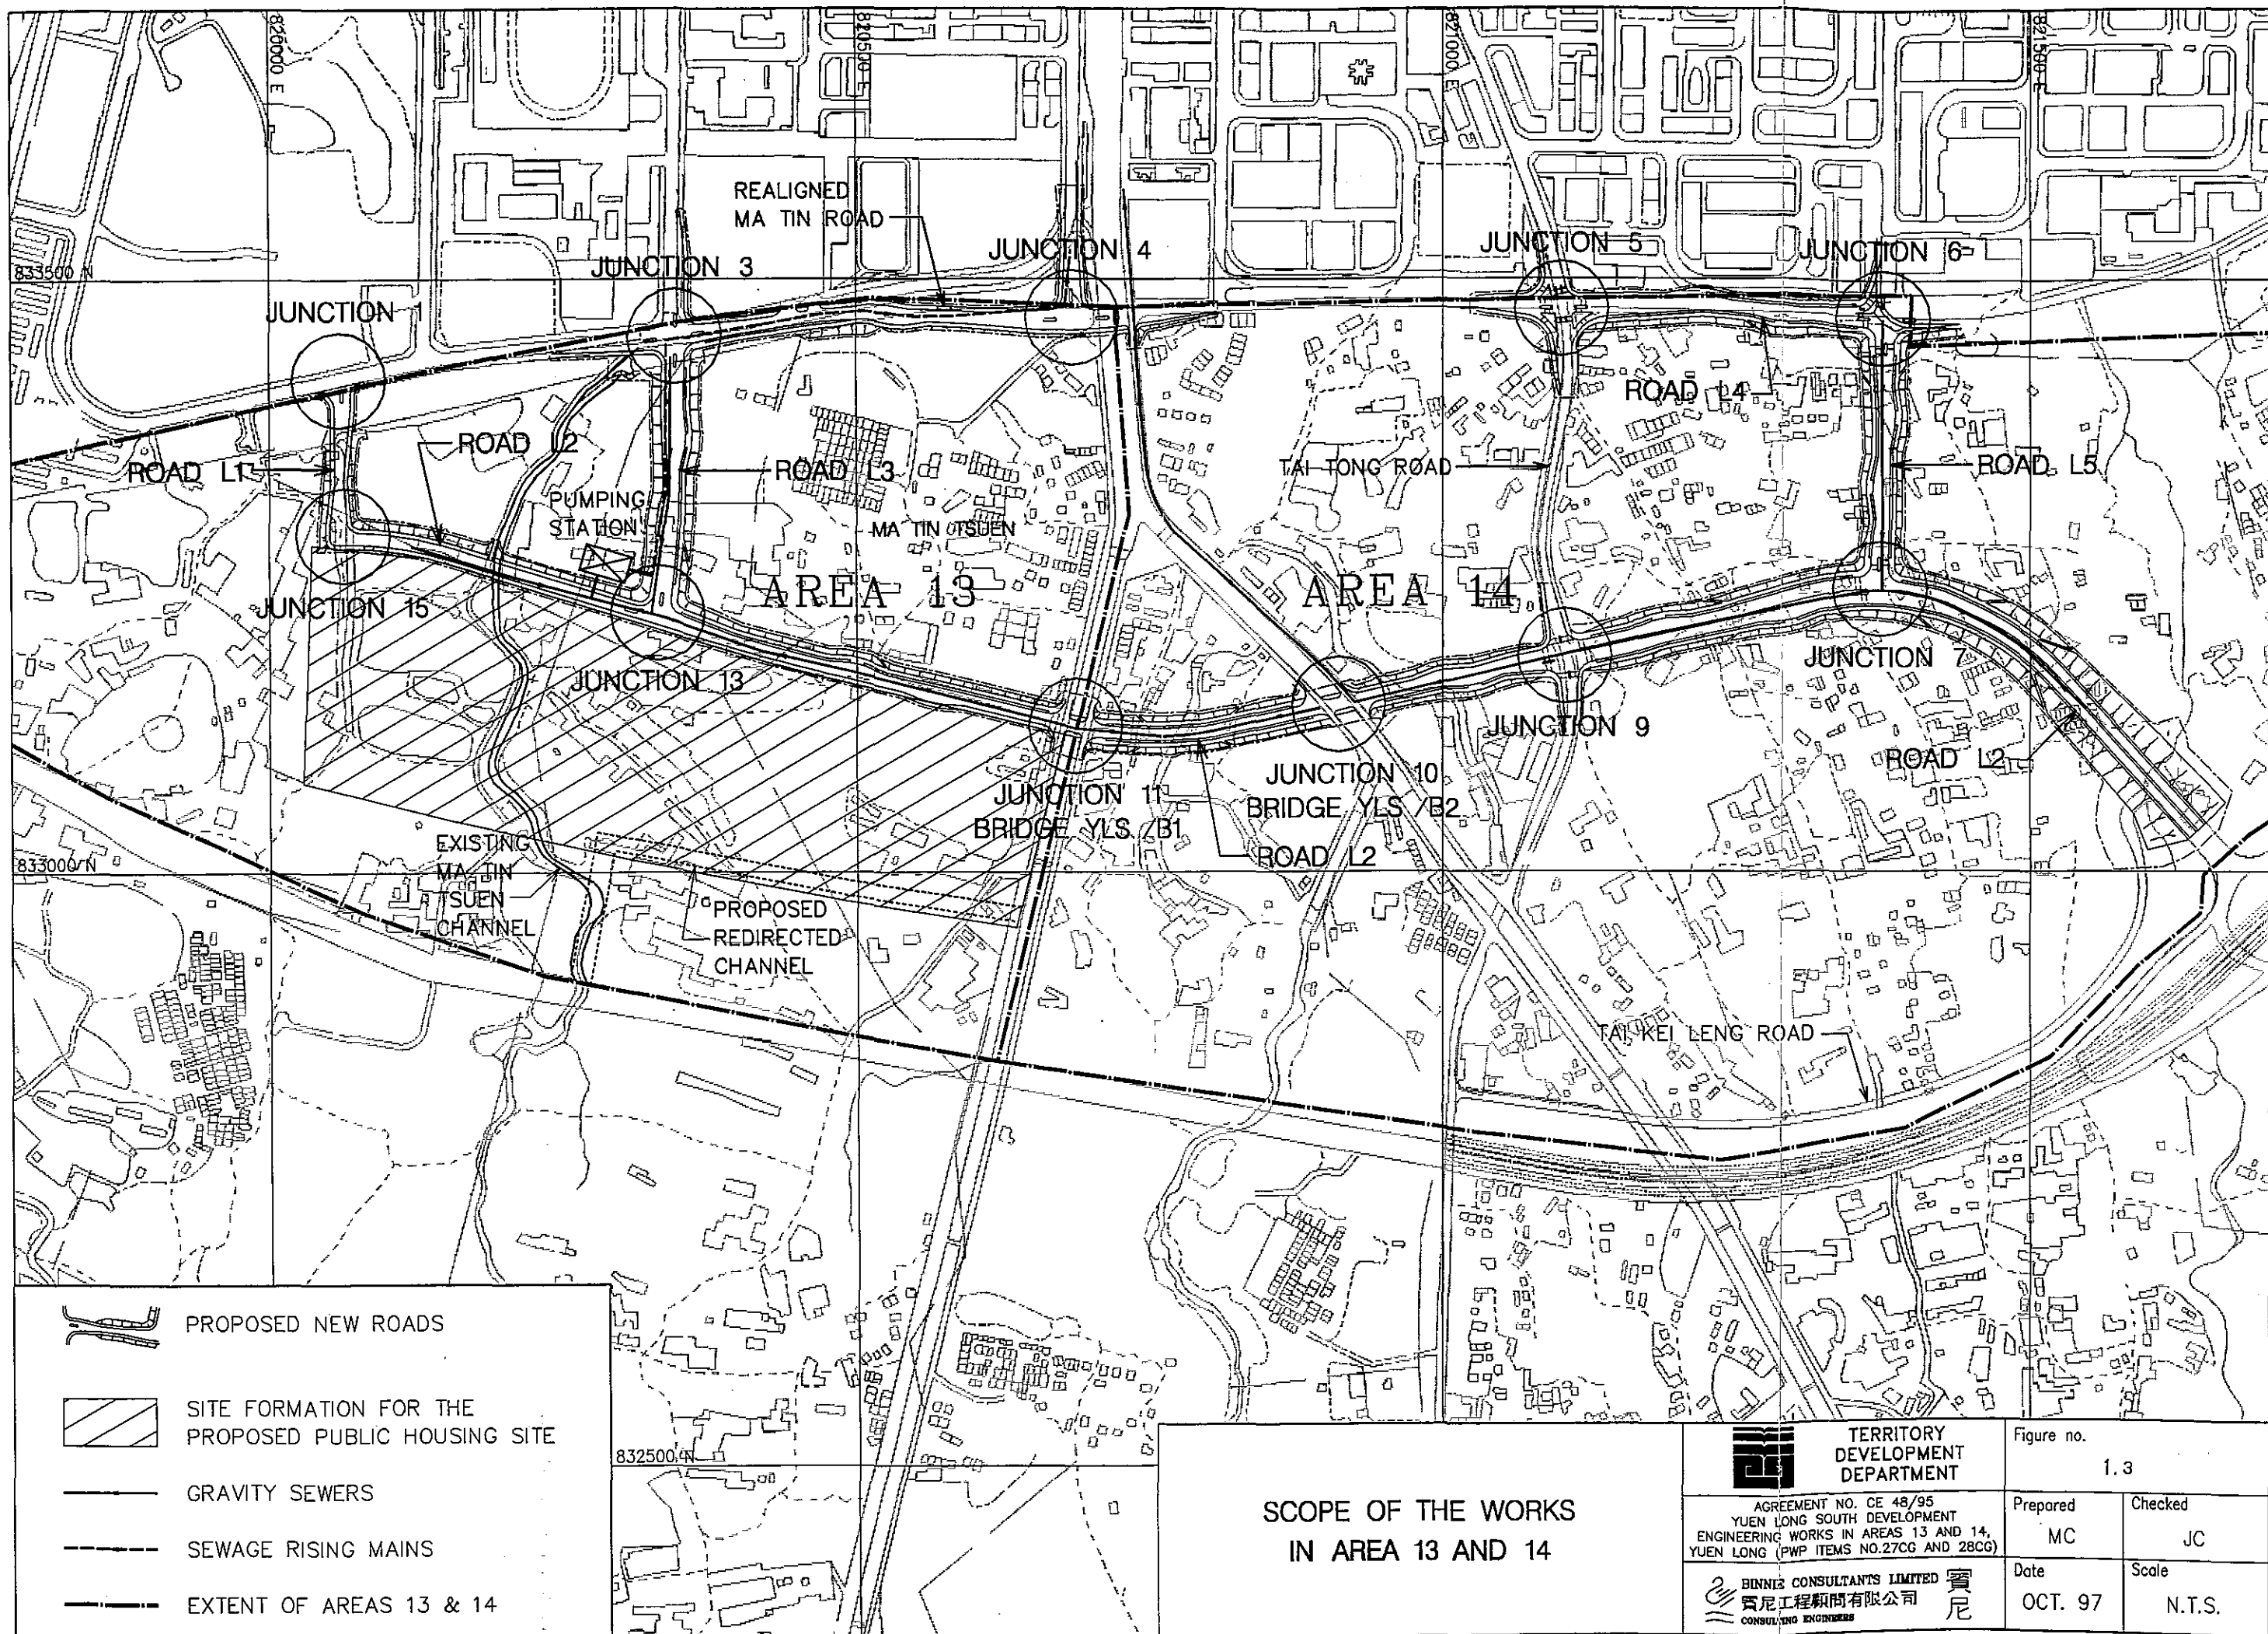 820000 E
820500 E
821000 E
821500 E
REALIGNED
MA TIN ROAD
JUNCTION 4
JUNCTION 5
JUNCTION 6
JUNCTION 3
833500 N
JUNCTION 1
ROAD L4
ROAD L2
ROAD L1
ROAD L3
TAI TONG ROAD
ROAD L5
PUMPING
STATION
MA TIN TSUEN
AREA 13
AREA 14
JUNCTION 15
JUNCTION 13
JUNCTION 7
JUNCTION 9
ROAD L2
JUNCTION 10
BRIDGE YLS/B2
JUNCTION 11
BRIDGE YLS/B1
ROAD L2
833000 N
EXISTING
MA TIN
TSUEN
CHANNEL
PROPOSED
REDIRECTED
CHANNEL
TAI KEI LENG ROAD
PROPOSED NEW ROADS
SITE FORMATION FOR THE
PROPOSED PUBLIC HOUSING SITE
GRAVITY SEWERS
SEWAGE RISING MAINS
EXTENT OF AREAS 13 & 14
832500 N
SCOPE OF THE WORKS
IN AREA 13 AND 14
TERRITORY
DEVELOPMENT
DEPARTMENT
Figure no.
1.3
AGREEMENT NO. CE 48/95
YUEN LONG SOUTH DEVELOPMENT
ENGINEERING WORKS IN AREAS 13 AND 14,
YUEN LONG (PWP ITEMS NO.27CG AND 28CG)
Prepared
MC
Checked
JC
BINNIE CONSULTANTS LIMITED
賓尼工程顧問有限公司
CONSULTING ENGINEERS
賓尼
Date
OCT. 97
Scale
N.T.S.